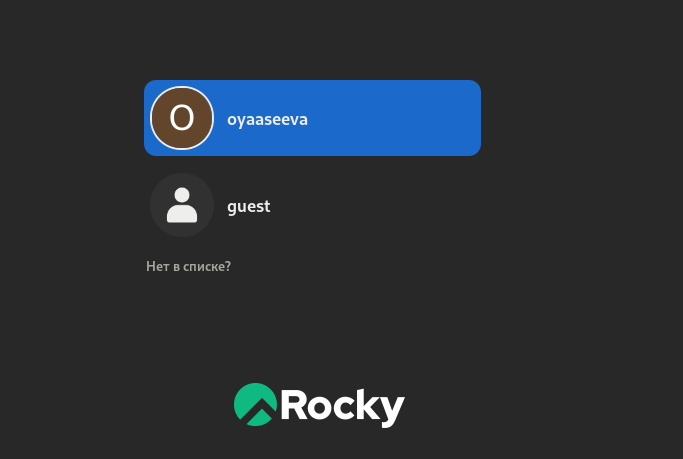 O
oyaaseeva
guest
Нет в списке?
Rocky